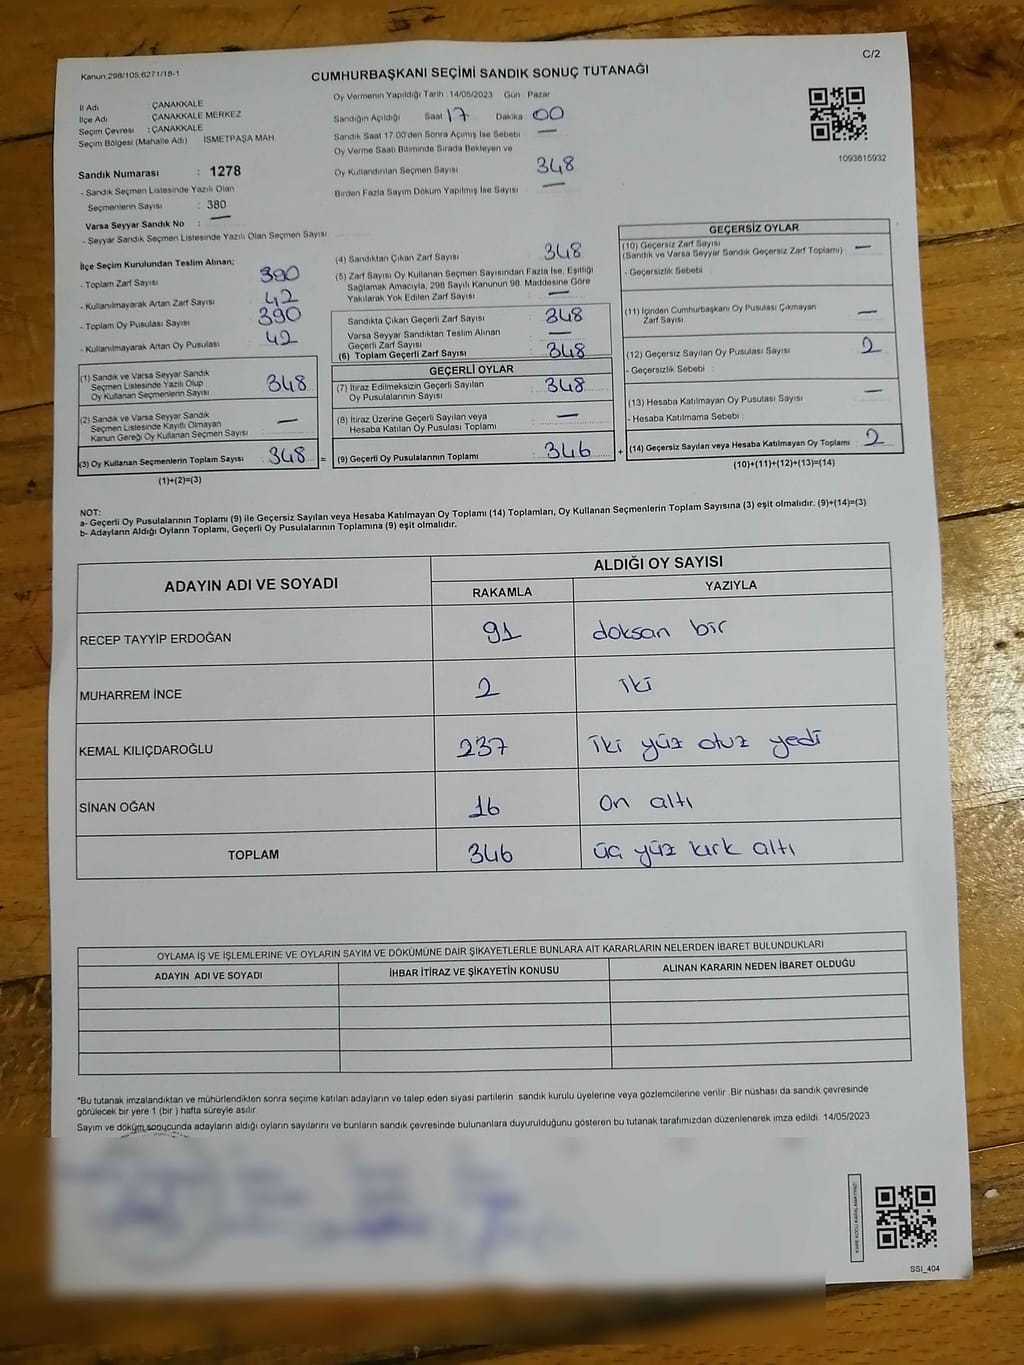 C/2
Kanun:298/105;6271/18-1
CUMHURBAŞKANI SEÇİMİ SANDIK SONUÇ TUTANAĞI
İl Adı : ÇANAKKALE
İlçe Adı : ÇANAKKALE MERKEZ
Seçim Çevresi : ÇANAKKALE
Seçim Bölgesi (Mahalle Adı) İSMETPAŞA MAH
Sandık Numarası : 1278
- Sandık Seçmen Listesinde Yazılı Olan
Seçmenlerin Sayısı : 380
Varsa Seyyar Sandık No : —
- Seyyar Sandık Seçmen Listesinde Yazılı Olan Seçmen Sayısı
Oy Vermenin Yapıldığı Tarih : 14/05/2023 Gün Pazar
Sandığın Açıldığı Saat 17 Dakika 00
Sandık Saat 17:00'den Sonra Açımış İse Sebebi —
Oy Verme Saati Bitiminde Sırada Bekleyen ve
Oy Kullandırılan Seçmen Sayısı 348
Birden Fazla Sayım Döküm Yapılmış İse Sayısı —
1093815932
İlçe Seçim Kurulundan Teslim Alınan;
- Toplam Zarf Sayısı : 390
- Kullanılmayarak Artan Zarf Sayısı : 42
- Toplam Oy Pusulası Sayısı : 390
- Kullanılmayarak Artan Oy Pusulası : 42
(1) Sandık ve Varsa Seyyar Sandık
Seçmen Listesinde Yazılı Olup
Oy Kullanan Seçmenlerin Sayısı : 348
(2) Sandık ve Varsa Seyyar Sandık
Seçmen Listesinde Kayıtlı Olmayan
Kanun Gereği Oy Kullanan Seçmen Sayısı : —
(3) Oy Kullanan Seçmenlerin Toplam Sayısı : 348 =
(1)+(2)=(3)
(4) Sandıktan Çıkan Zarf Sayısı : 348
(5) Zarf Sayısı Oy Kullanan Seçmen Sayısından Fazla İse, Eşitliği
Sağlamak Amacıyla, 298 Sayılı Kanunun 98. Maddesine Göre
Yakılarak Yok Edilen Zarf Sayısı : —
Sandıkta Çıkan Geçerli Zarf Sayısı : 348
Varsa Seyyar Sandıktan Teslim Alınan
Geçerli Zarf Sayısı : —
(6) Toplam Geçerli Zarf Sayısı : 348
GEÇERLİ OYLAR
(7) İtiraz Edilmeksizin Geçerli Sayılan
Oy Pusulalarının Sayısı : 348
(8) İtiraz Üzerine Geçerli Sayılan veya
Hesaba Katılan Oy Pusulası Toplamı : —
(9) Geçerli Oy Pusulalarının Toplamı : 346 +
GEÇERSİZ OYLAR
(10) Geçersiz Zarf Sayısı
(Sandık ve Varsa Seyyar Sandık Geçersiz Zarf Toplamı) : —
- Geçersizlik Sebebi
(11) İçinden Cumhurbaşkanı Oy Pusulası Çıkmayan
Zarf Sayısı : —
(12) Geçersiz Sayılan Oy Pusulası Sayısı : 2
- Geçersizlik Sebebi :
(13) Hesaba Katılmayan Oy Pusulası Sayısı : —
- Hesaba Katılmama Sebebi :
(14) Geçersiz Sayılan veya Hesaba Katılmayan Oy Toplamı : 2
(10)+(11)+(12)+(13)=(14)
NOT:
a- Geçerli Oy Pusulalarının Toplamı (9) ile Geçersiz Sayılan veya Hesaba Katılmayan Oy Toplamı (14) Toplamları, Oy Kullanan Seçmenlerin Toplam Sayısına (3) eşit olmalıdır. (9)+(14)=(3)
b- Adayların Aldığı Oyların Toplamı, Geçerli Oy Pusulalarının Toplamına (9) eşit olmalıdır.
ADAYIN ADI VE SOYADI ALDIĞI OY SAYISI
RAKAMLA YAZIYLA
RECEP TAYYİP ERDOĞAN 91 doksan bir
MUHARREM İNCE 2 iki
KEMAL KILIÇDAROĞLU 237 iki yüz otuz yedi
SİNAN OĞAN 16 On altı
TOPLAM 346 üç yüz kırk altı
OYLAMA İŞ VE İŞLEMLERİNE VE OYLARIN SAYIM VE DÖKÜMÜNE DAİR ŞİKAYETLERLE BUNLARA AİT KARARLARIN NELERDEN İBARET BULUNDUKLARI
ADAYIN ADI VE SOYADI İHBAR İTİRAZ VE ŞİKAYETİN KONUSU ALINAN KARARIN NEDEN İBARET OLDUĞU
*Bu tutanak imzalandıktan ve mühürlendikten sonra seçime katılan adayların ve talep eden siyasi partilerin sandık kurulu üyelerine veya gözlemcilerine verilir. Bir nüshası da sandık çevresinde
görülecek bir yere 1 (bir ) hafta süreyle asılır.
Sayım ve döküm sonucunda adayların aldığı oyların sayılarını ve bunların sandık çevresinde bulunanlara duyurulduğunu gösteren bu tutanak tarafımızdan düzenlenerek imza edildi. 14/05/2023
SSI_404